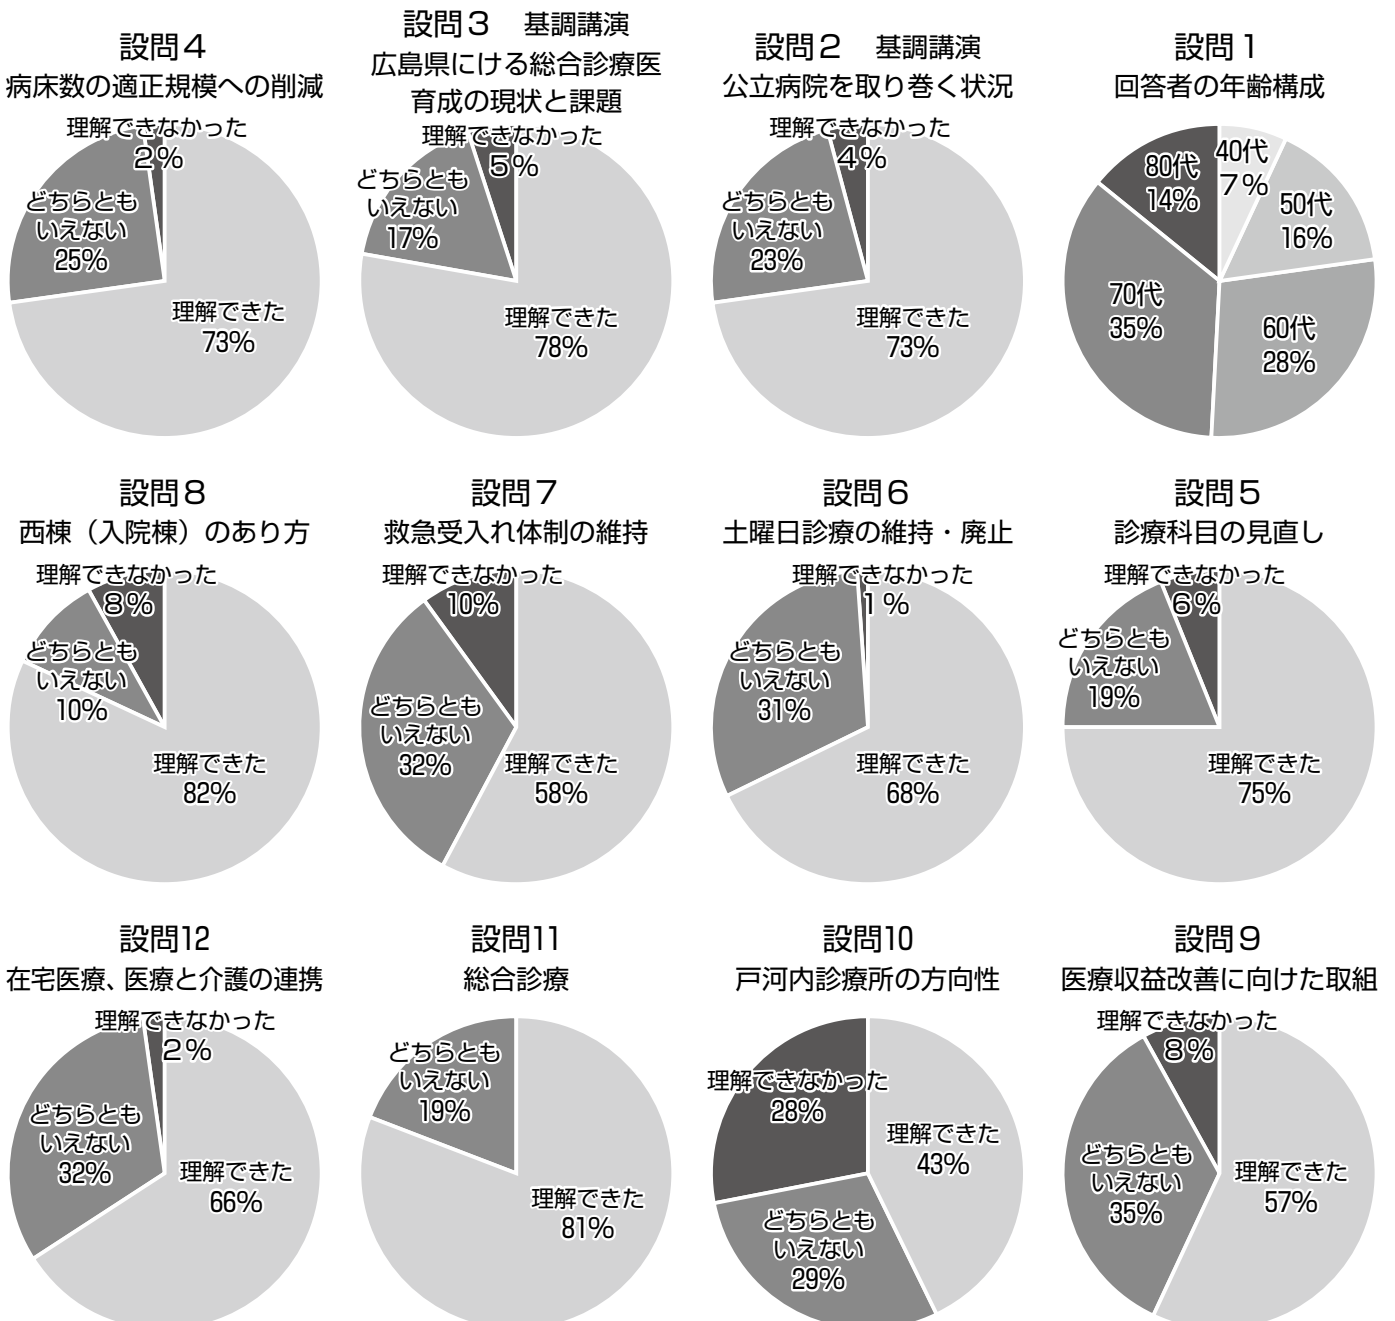 設問１
回答者の年齢構成
40代
７％
50代
16%
60代
28%
70代
35%
80代
14%
設問２　基調講演
公立病院を取り巻く状況
理解できなかった
４％
どちらとも
いえない
23%
理解できた
73%
設問３　基調講演
広島県にける総合診療医
育成の現状と課題
理解できなかった
５％
どちらとも
いえない
17%
理解できた
78%
設問４
病床数の適正規模への削減
理解できなかった
２％
どちらとも
いえない
25%
理解できた
73%
設問５
診療科目の見直し
理解できなかった
６％
どちらとも
いえない
19%
理解できた
75%
設問６
土曜日診療の維持・廃止
理解できなかった
１％
どちらとも
いえない
31%
理解できた
68%
設問７
救急受入れ体制の維持
理解できなかった
10%
どちらとも
いえない
32%
理解できた
58%
設問８
西棟（入院棟）のあり方
理解できなかった
８％
どちらとも
いえない
10%
理解できた
82%
設問９
医療収益改善に向けた取組
理解できなかった
８％
どちらとも
いえない
35%
理解できた
57%
設問10
戸河内診療所の方向性
理解できなかった
28%
理解できた
43%
どちらとも
いえない
29%
設問11
総合診療
どちらとも
いえない
19%
理解できた
81%
設問12
在宅医療、医療と介護の連携
理解できなかった
２％
どちらとも
いえない
32%
理解できた
66%